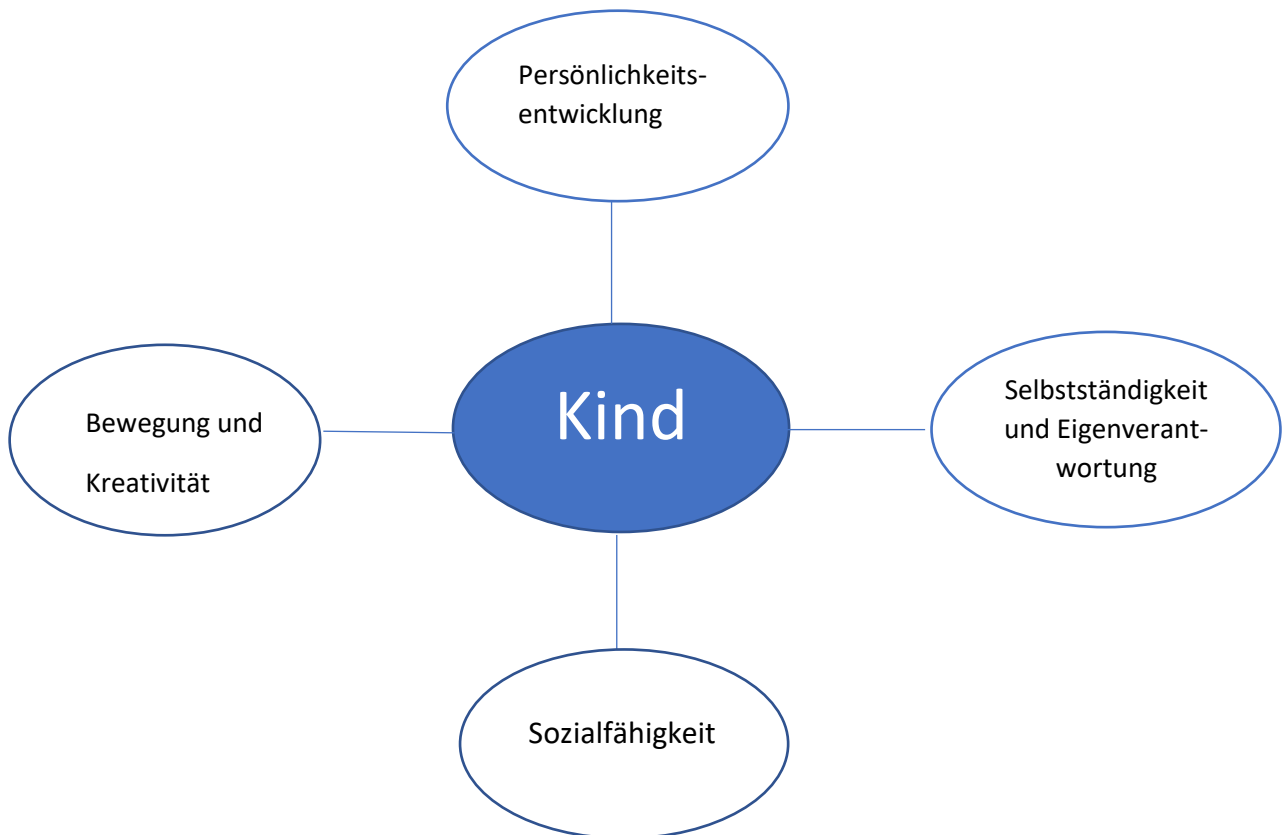 Persönlichkeits-
entwicklung
Bewegung und
Kreativität
Kind
Selbstständigkeit
und Eigenverant-
wortung
Sozialfähigkeit